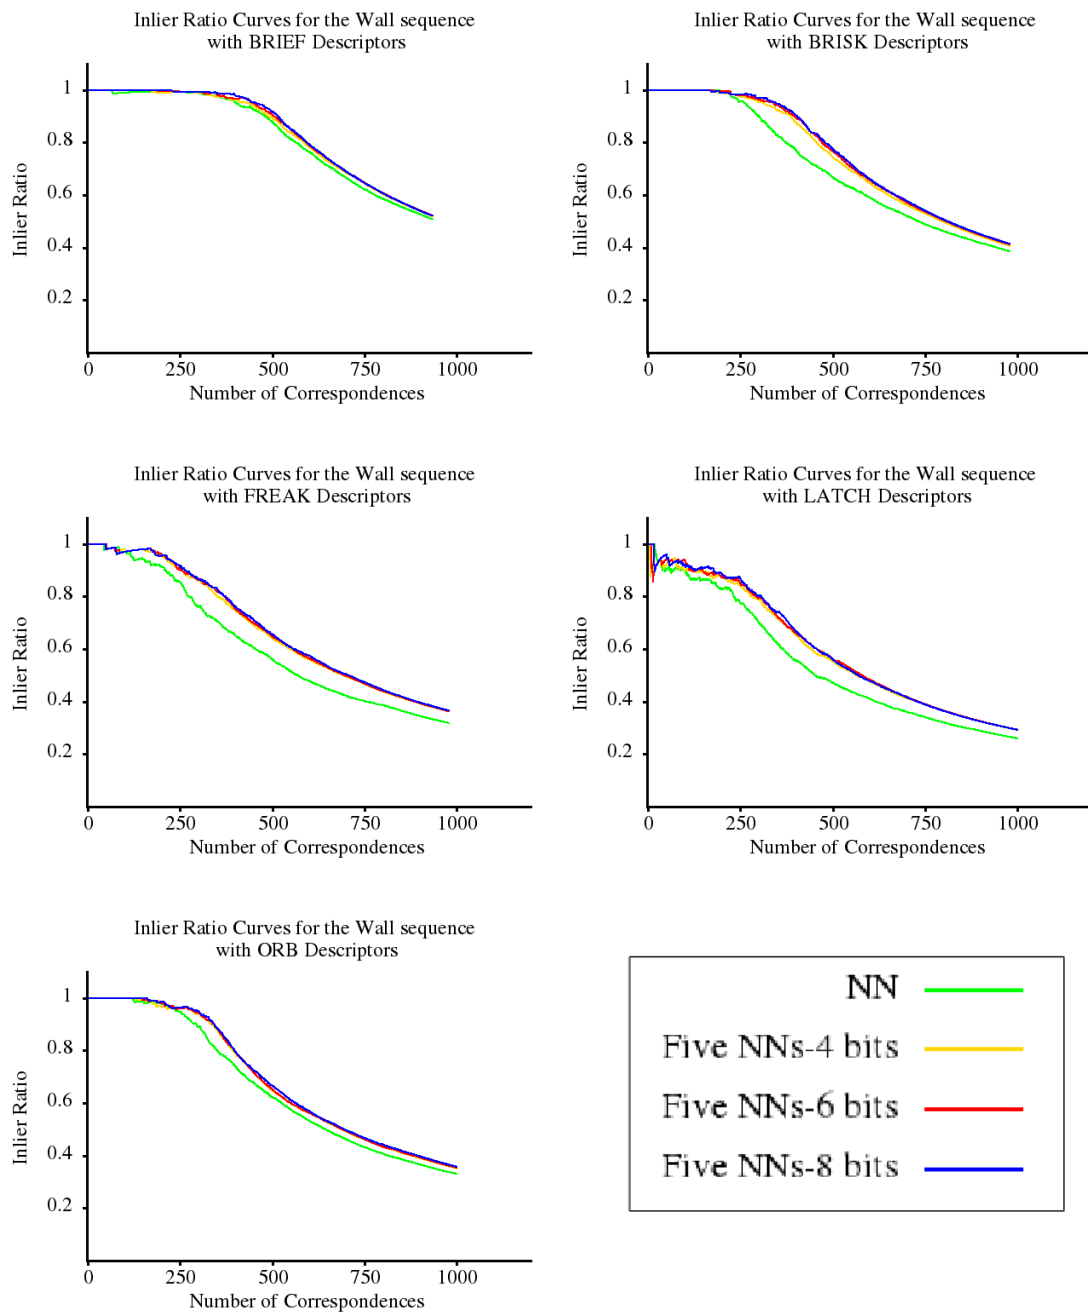 Inlier Ratio Curves for the Wall sequence
with BRIEF Descriptors
1
0.8
0.6
0.4
0.2
Inlier Ratio
0 250 500 750 1000
Number of Correspondences
Inlier Ratio Curves for the Wall sequence
with BRISK Descriptors
1
0.8
0.6
0.4
0.2
Inlier Ratio
0 250 500 750 1000
Number of Correspondences
Inlier Ratio Curves for the Wall sequence
with FREAK Descriptors
1
0.8
0.6
0.4
0.2
Inlier Ratio
0 250 500 750 1000
Number of Correspondences
Inlier Ratio Curves for the Wall sequence
with LATCH Descriptors
1
0.8
0.6
0.4
0.2
Inlier Ratio
0 250 500 750 1000
Number of Correspondences
Inlier Ratio Curves for the Wall sequence
with ORB Descriptors
1
0.8
0.6
0.4
0.2
Inlier Ratio
0 250 500 750 1000
Number of Correspondences
NN
Five NNs-4 bits
Five NNs-6 bits
Five NNs-8 bits